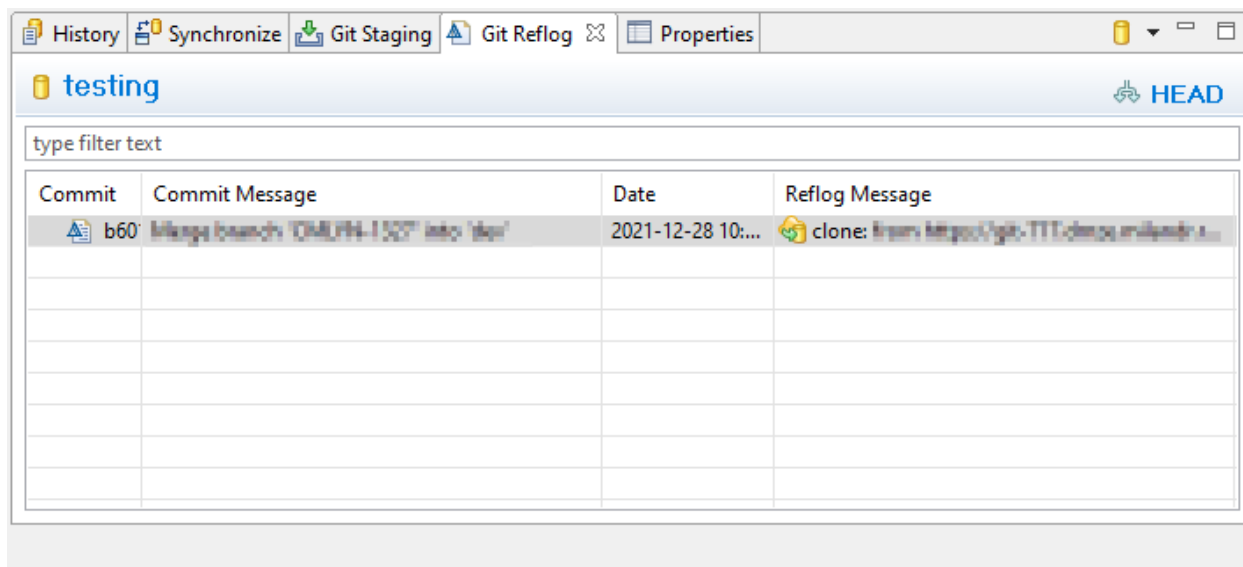 History Synchronize Git Staging Git Reflog Properties
testing HEAD
type filter text
Commit Commit Message Date Reflog Message
b60 2021-12-28 10:... clone: